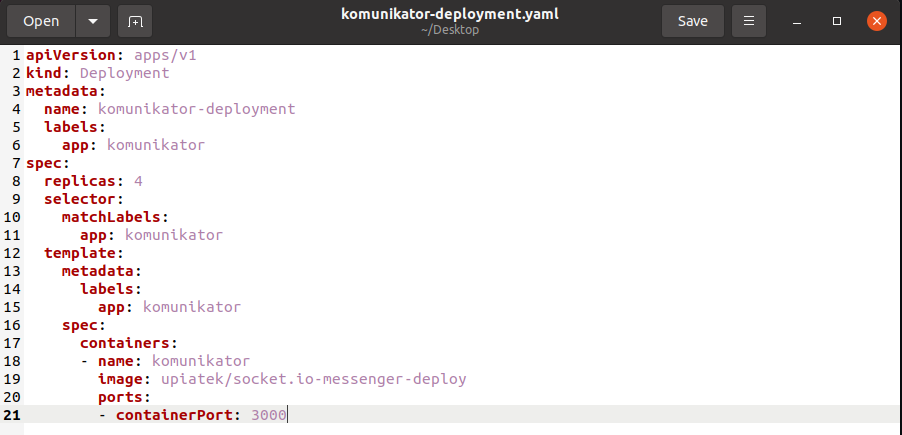 Open
komunikator-deployment.yaml
~/Desktop
Save
1 apiVersion: apps/v1
2 kind: Deployment
3 metadata:
4   name: komunikator-deployment
5   labels:
6     app: komunikator
7 spec:
8   replicas: 4
9   selector:
10     matchLabels:
11       app: komunikator
12   template:
13     metadata:
14       labels:
15         app: komunikator
16     spec:
17       containers:
18       - name: komunikator
19         image: upiatek/socket.io-messenger-deploy
20         ports:
21         - containerPort: 3000